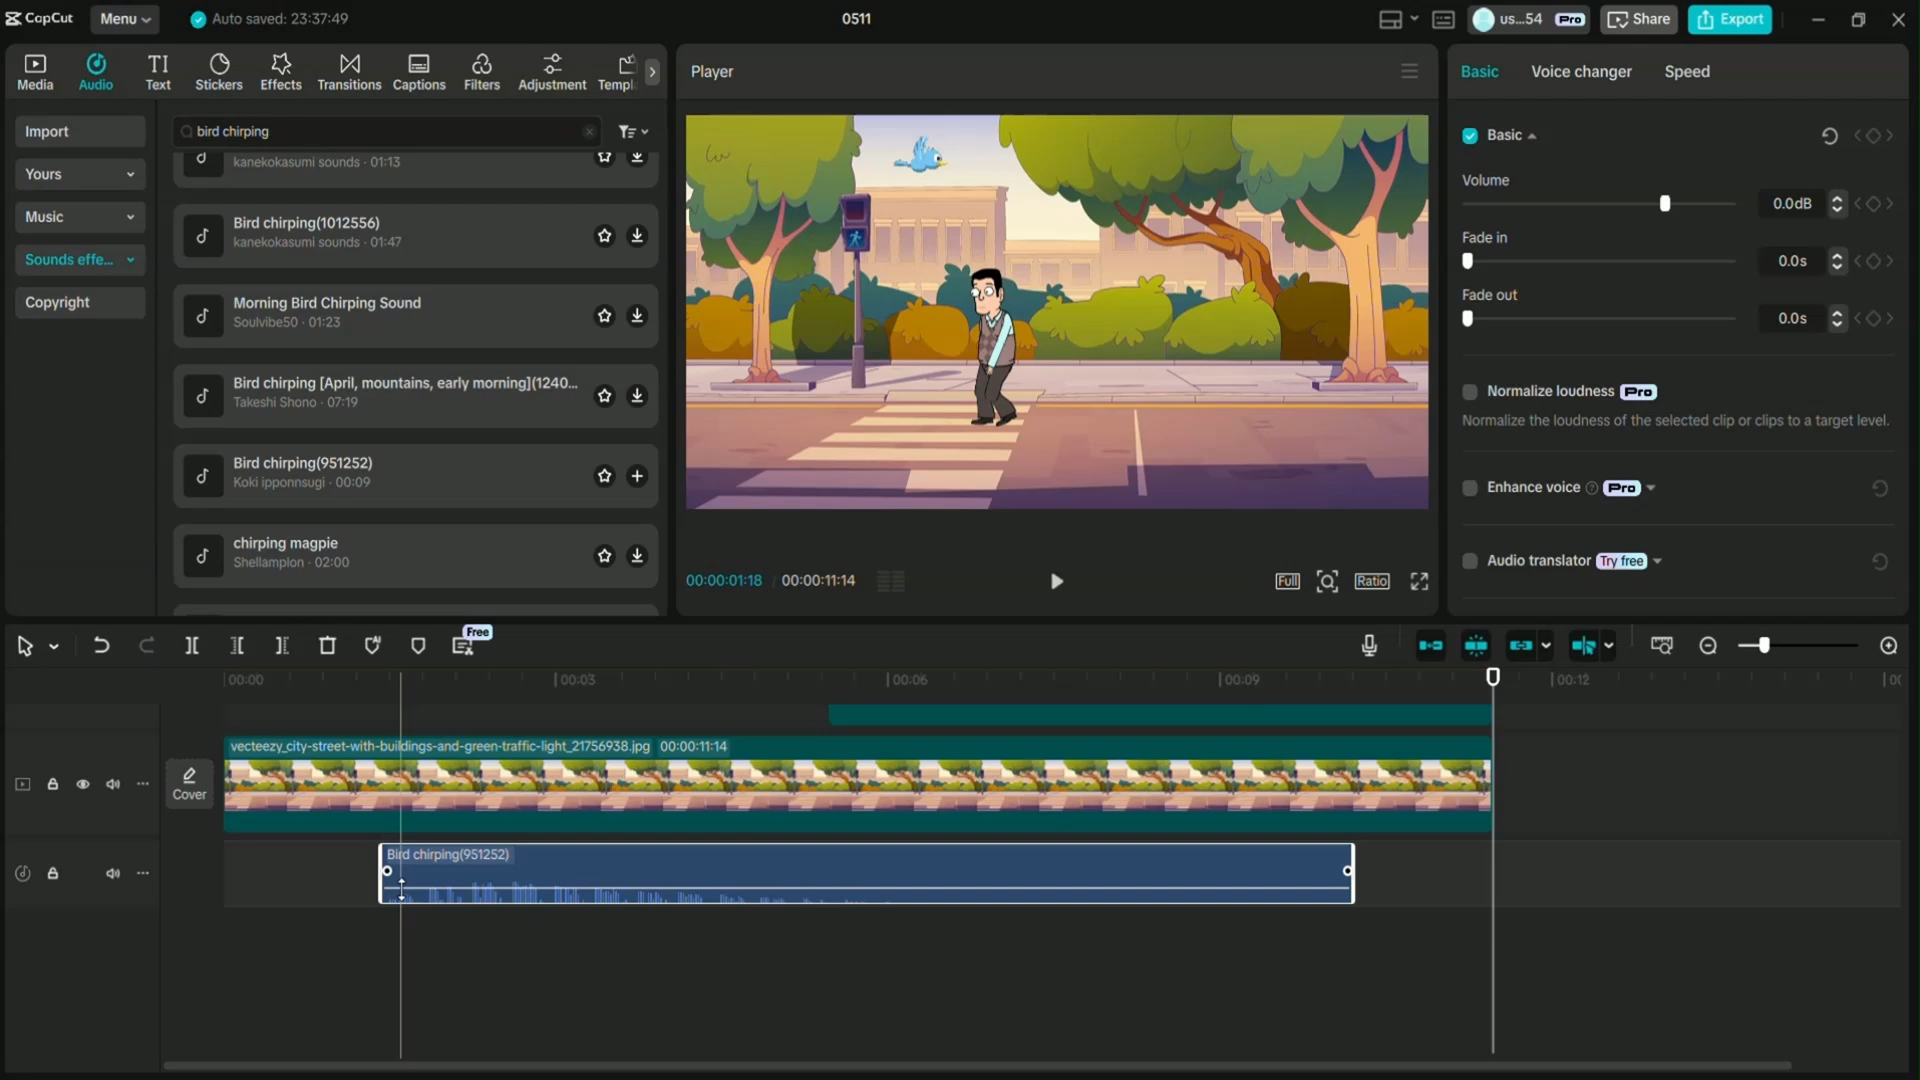 CapCut
Menu
Auto saved: 23:37:49
0511
us...54 Pro
Share
Export
Media
Audio
TI
Text
Stickers
Effects
Transitions
Captions
Filters
Adjustment
Templ
Import
Yours
Music
Sounds effe...
Copyright
bird chirping
kanekokasumi sounds · 01:13
Bird chirping(1012556)
kanekokasumi sounds · 01:47
Morning Bird Chirping Sound
Soulvibe50 · 01:23
Bird chirping [April, mountains, early morning](1240...
Takeshi Shono · 07:19
Bird chirping(951252)
Koki ipponnsugi · 00:09
chirping magpie
Shellamplon · 02:00
Player
00:00:01:18 / 00:00:11:14
Full
Ratio
Basic
Voice changer
Speed
Basic
Volume
0.0dB
Fade in
0.0s
Fade out
0.0s
Normalize loudness Pro
Normalize the loudness of the selected clip or clips to a target level.
Enhance voice Pro
Audio translator Try free
Free
00:00
00:03
00:06
00:09
00:12
Cover
vecteezy_city-street-with-buildings-and-green-traffic-light_21756938.jpg 00:00:11:14
Bird chirping(951252)